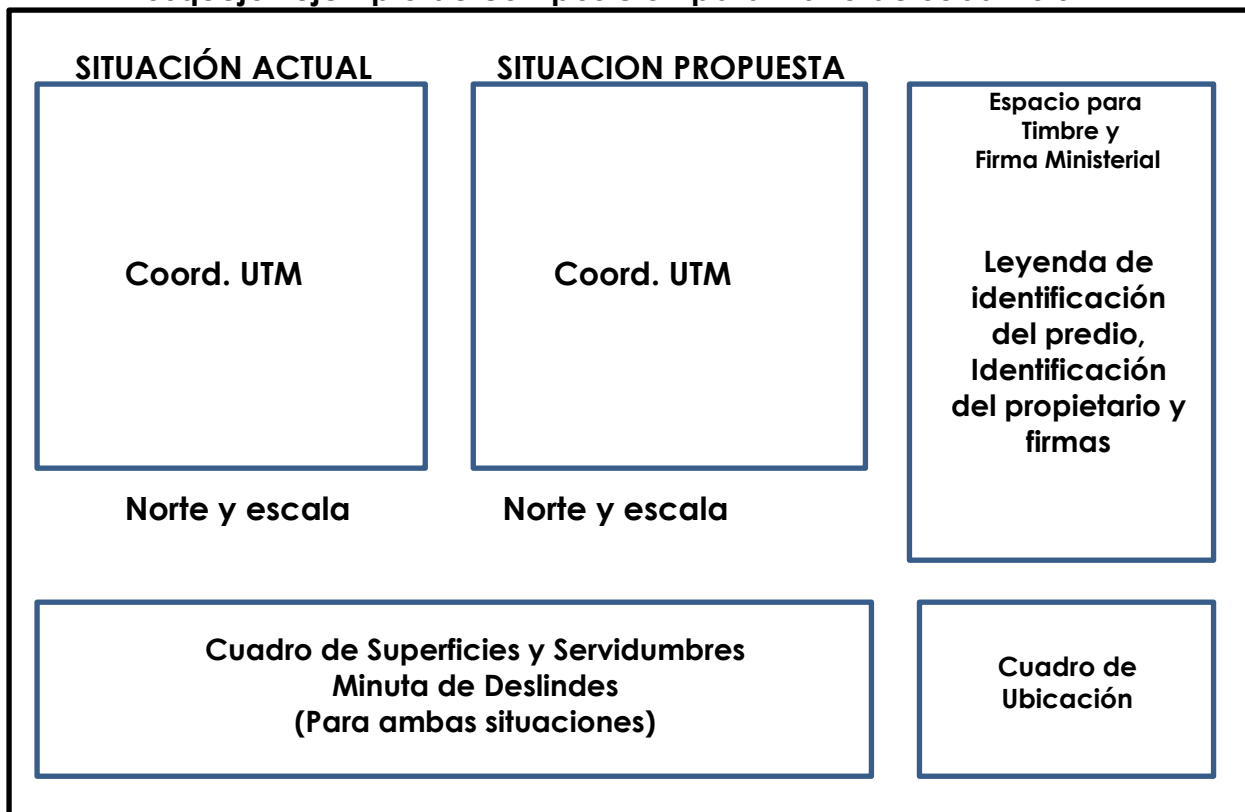 SITUACIÓN ACTUAL
Coord. UTM
Norte y escala
SITUACION PROPUESTA
Coord. UTM
Norte y escala
Espacio para
Timbre y
Firma Ministerial
Leyenda de
identificación
del predio,
Identificación
del propietario y
firmas
Cuadro de Superficies y Servidumbres
Minuta de Deslindes
(Para ambas situaciones)
Cuadro de
Ubicación